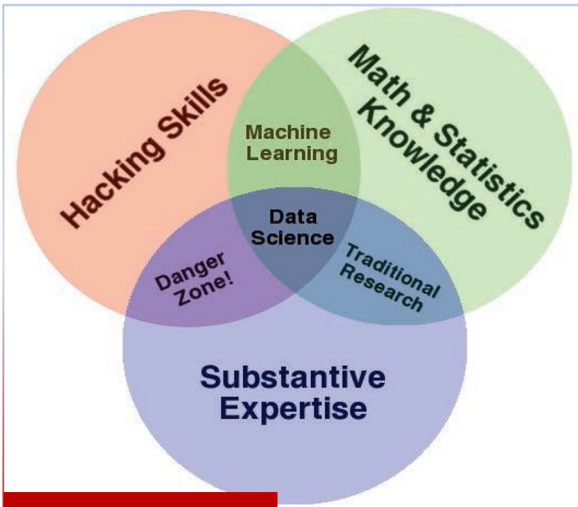 Hacking Skills
Math & Statistics
Knowledge
Machine
Learning
Data
Science
Danger
Zone!
Traditional
Research
Substantive
Expertise